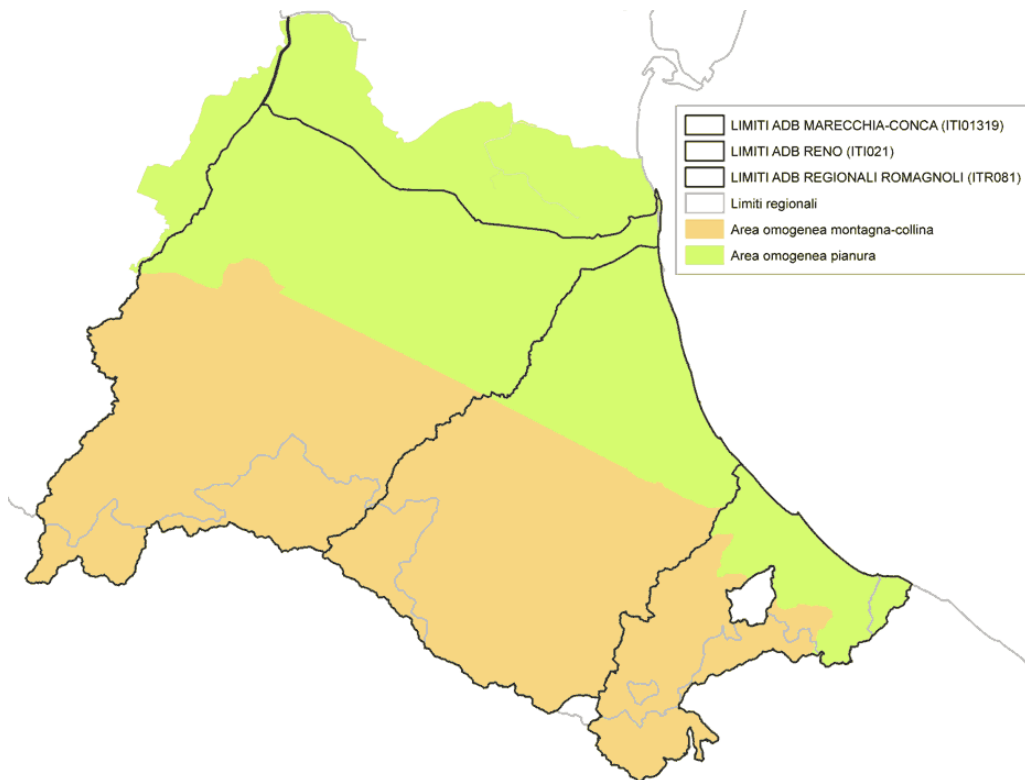 LIMITI ADB MARECCHIA-CONCA (ITI01319)
LIMITI ADB RENO (ITI021)
LIMITI ADB REGIONALI ROMAGNOLI (ITR081)
Limiti regionali
Area omogenea montagna-collina
Area omogenea pianura